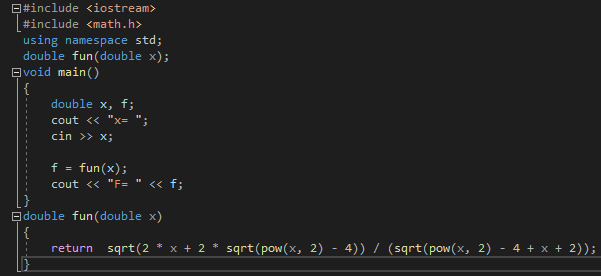 #include <iostream>
#include <math.h>
using namespace std;
double fun(double x);
void main()
{
double x, f;
cout << "x= ";
cin >> x;
f = fun(x);
cout << "F= " << f;
}
double fun(double x)
{
return  sqrt(2 * x + 2 * sqrt(pow(x, 2) - 4)) / (sqrt(pow(x, 2) - 4 + x + 2));
}